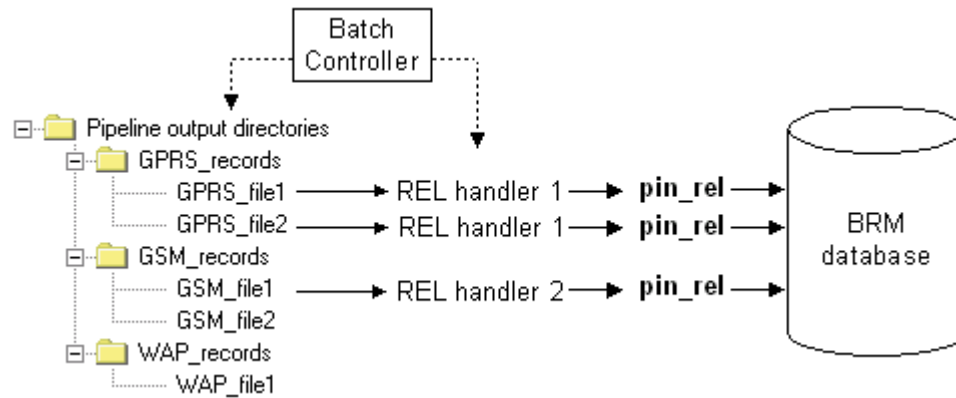 Batch
Controller
Pipeline output directories
GPRS_records
GPRS_file1 REL handler 1 pin_rel
GPRS_file2 REL handler 1 pin_rel
BRM
database
GSM_records
GSM_file1 REL handler 2 pin_rel
GSM_file2
WAP_records
WAP_file1